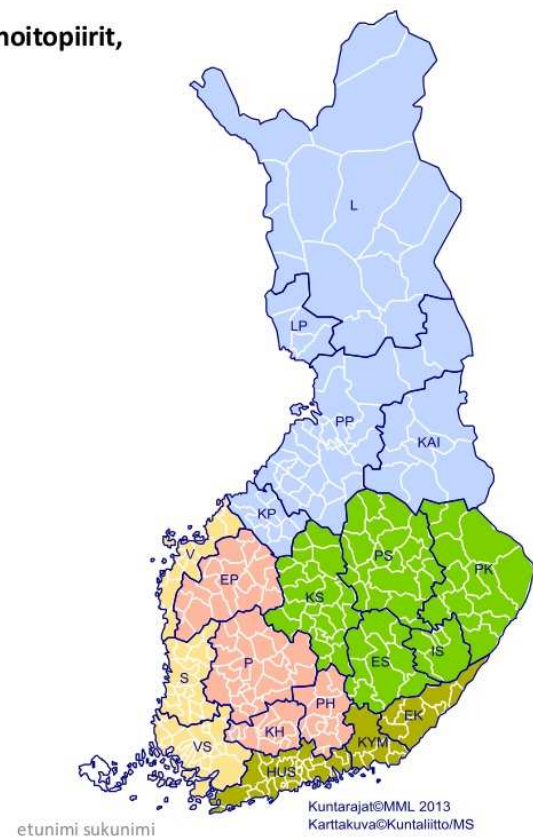 hoitopiirit,
L
LP
PP
KAI
KP
V
EP
KS
PS
PK
S
P
ES
IS
PH
KH
EK
VS
KYM
HUS
Kuntarajat©MML 2013
Karttakuva©Kuntaliitto/MS
etunimi sukunimi